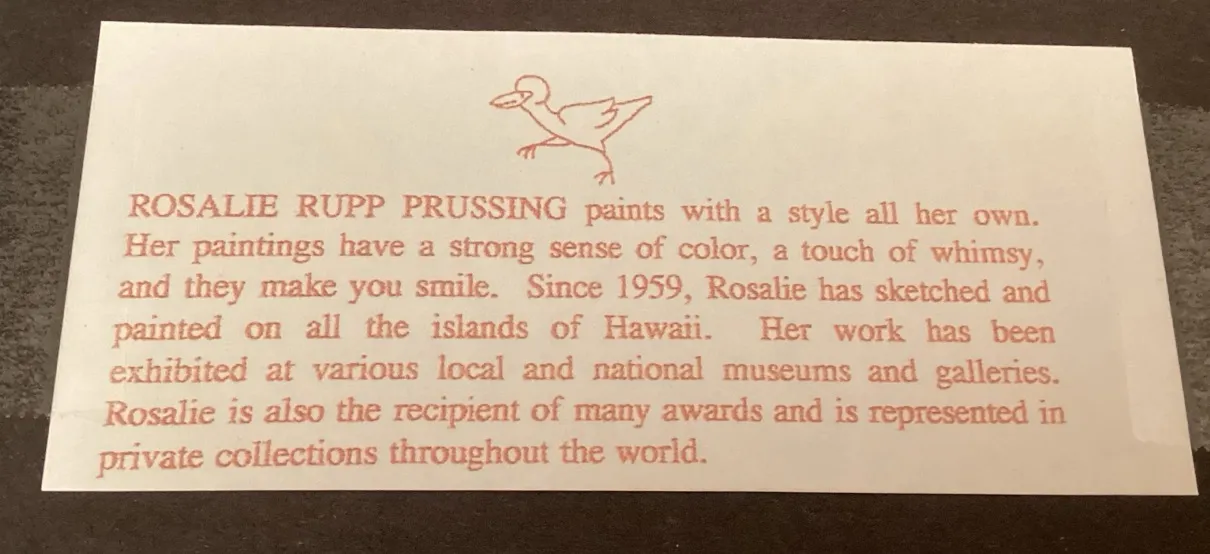 ROSALIE RUPP PRUSSING paints with a style all her own.
Her paintings have a strong sense of color, a touch of whimsy,
and they make you smile. Since 1959, Rosalie has sketched and
painted on all the islands of Hawaii. Her work has been
exhibited at various local and national museums and galleries.
Rosalie is also the recipient of many awards and is represented in
private collections throughout the world.